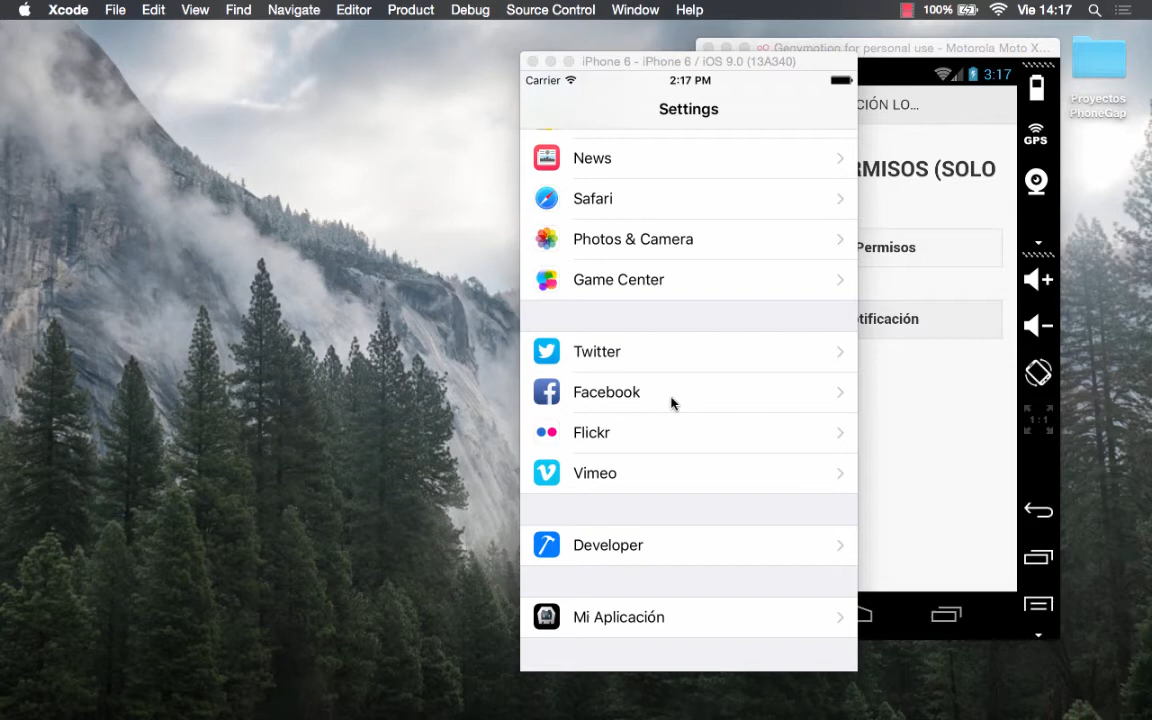 Xcode File Edit View Find Navigate Editor Product Debug Source Control Window Help 100% Vie 14:17
Genymotion for personal use - Motorola Moto X...
iPhone 6 - iPhone 6 / iOS 9.0 (13A340)
Carrier 2:17 PM
3:17
Settings
CIÓN LO...
Proyectos
PhoneGap
GPS
News
RMISOS (SOLO
Safari
Photos & Camera
Permisos
Game Center
tificación
Twitter
Facebook
1:1
Flickr
Vimeo
Developer
Mi Aplicación